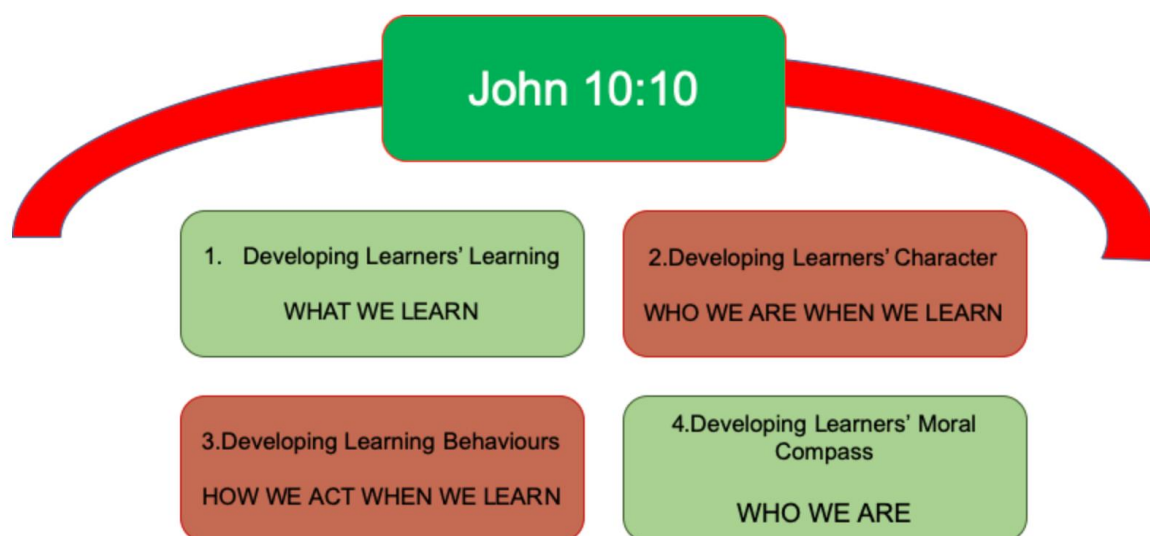 John 10:10
1. Developing Learners' Learning
WHAT WE LEARN
2.Developing Learners' Character
WHO WE ARE WHEN WE LEARN
3.Developing Learning Behaviours
HOW WE ACT WHEN WE LEARN
4.Developing Learners' Moral
Compass
WHO WE ARE